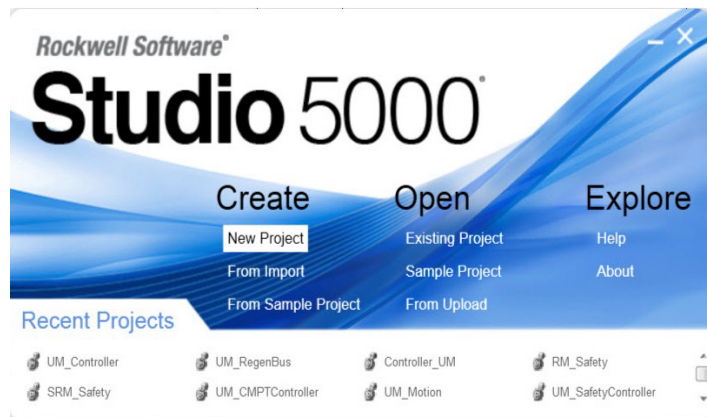 Rockwell Software®
Studio 5000®
Create Open Explore
New Project Existing Project Help
From Import Sample Project About
From Sample Project From Upload
Recent Projects
UM_Controller UM_RegenBus Controller_UM RM_Safety
SRM_Safety UM_CMPTController UM_Motion UM_SafetyController